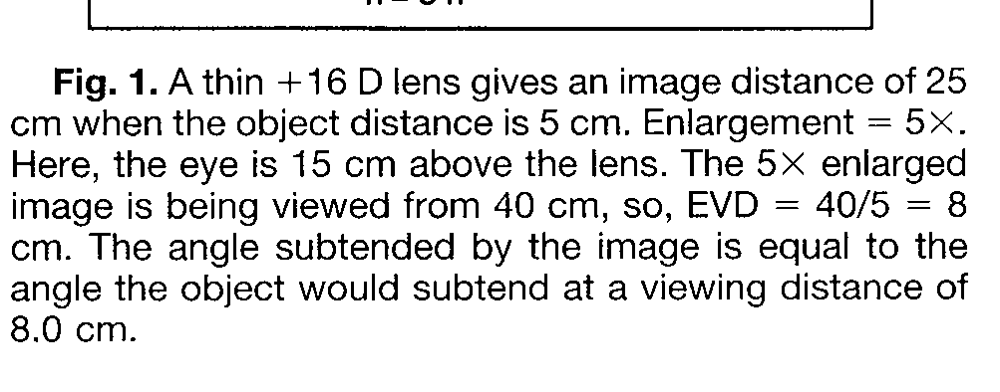 Fig. 1. A thin +16 D lens gives an image distance of 25
cm when the object distance is 5 cm. Enlargement = 5×.
Here, the eye is 15 cm above the lens. The 5× enlarged
image is being viewed from 40 cm, so, EVD = 40/5 = 8
cm. The angle subtended by the image is equal to the
angle the object would subtend at a viewing distance of
8.0 cm.